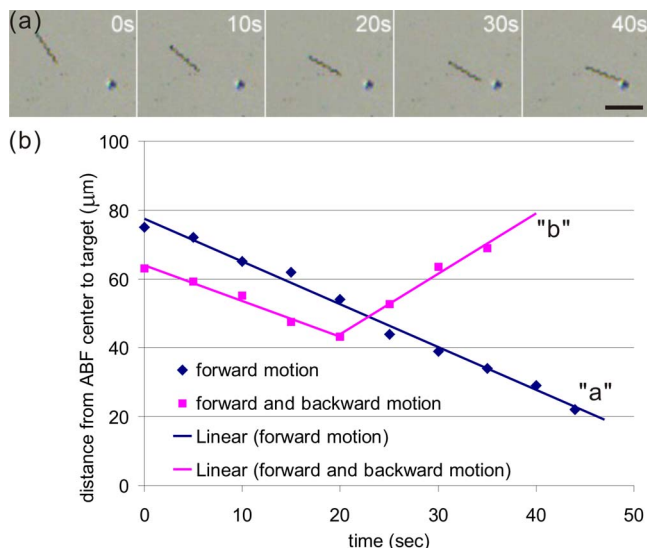 (a)
0s
10s
20s
30s
40s
(b)
distance from ABF center to target (μm)
100
80
60
40
20
0
"b"
"a"
forward motion
forward and backward motion
Linear (forward motion)
Linear (forward and backward motion)
0
10
20
30
40
50
time (sec)